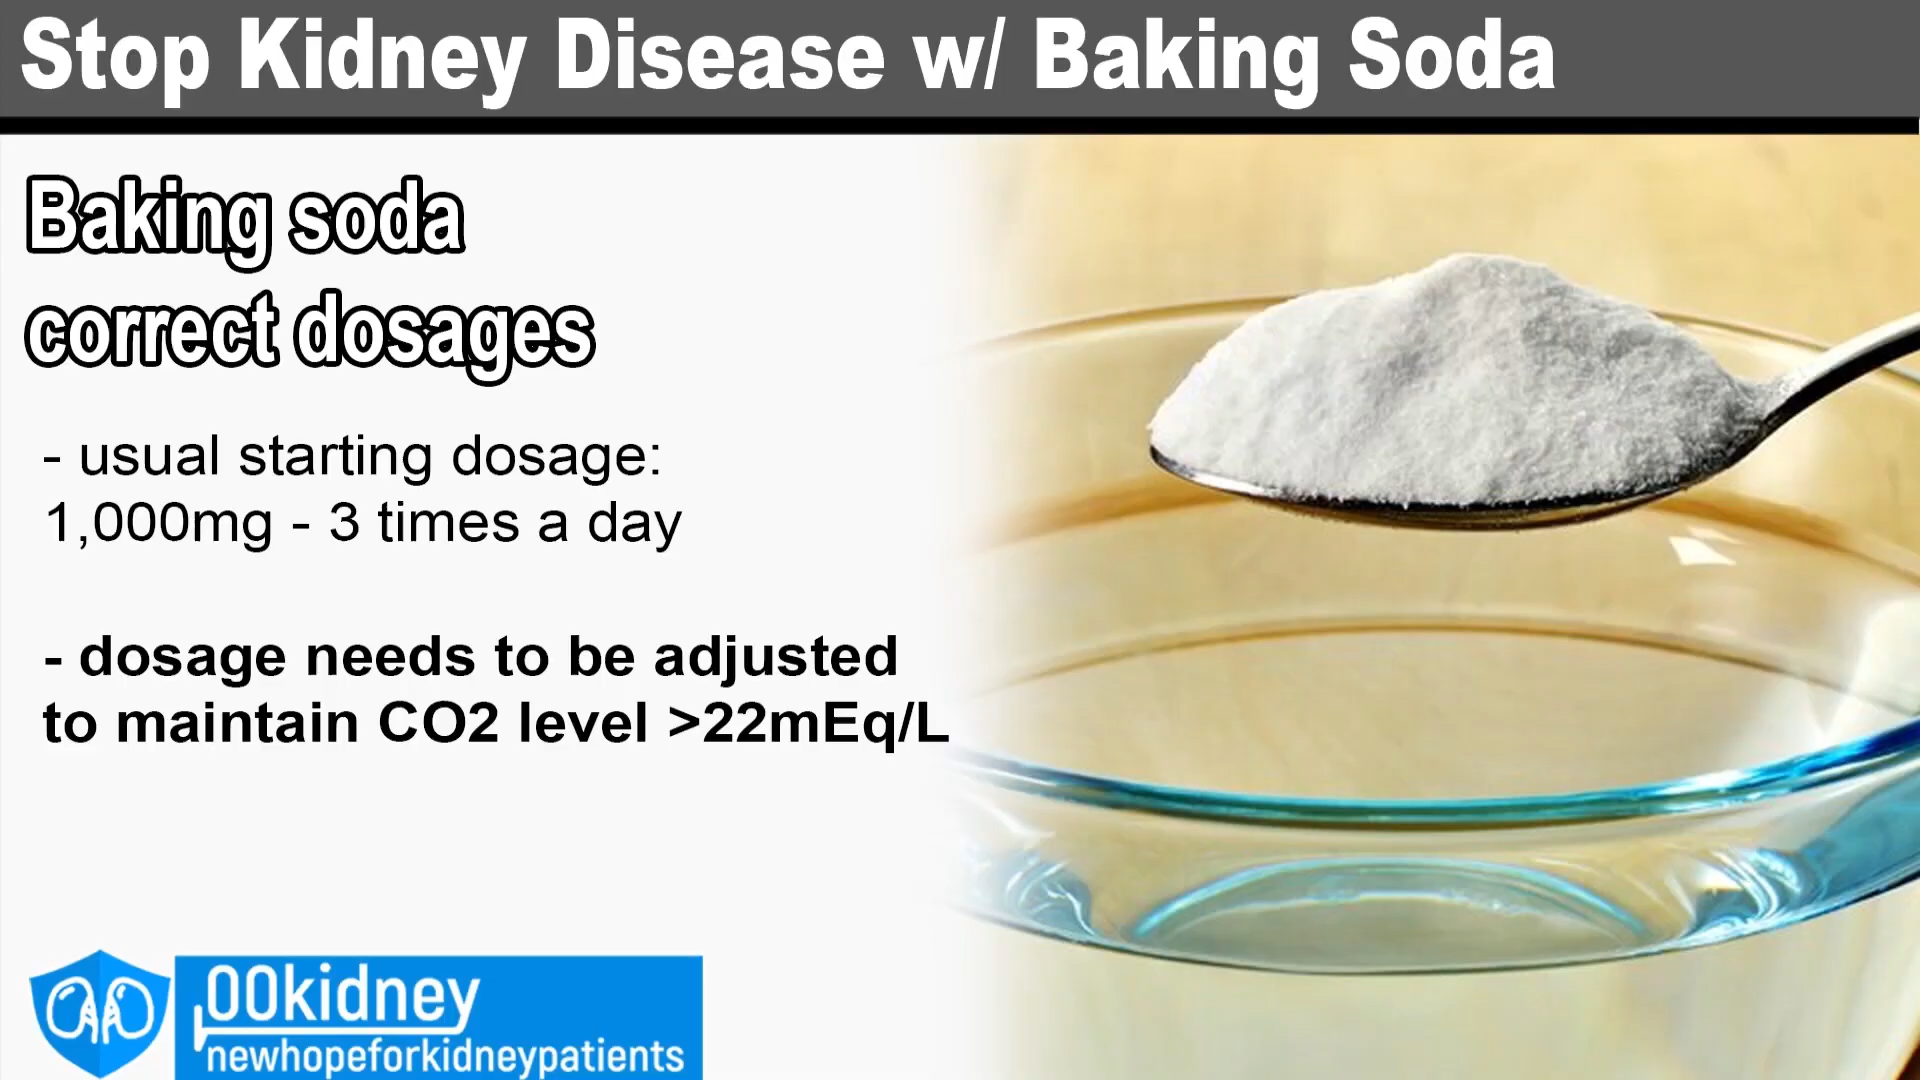 Stop Kidney Disease w/ Baking Soda
Baking soda
correct dosages
- usual starting dosage:
1,000mg - 3 times a day
- dosage needs to be adjusted
to maintain CO2 level >22mEq/L
00kidney
newhopeforkidneypatients